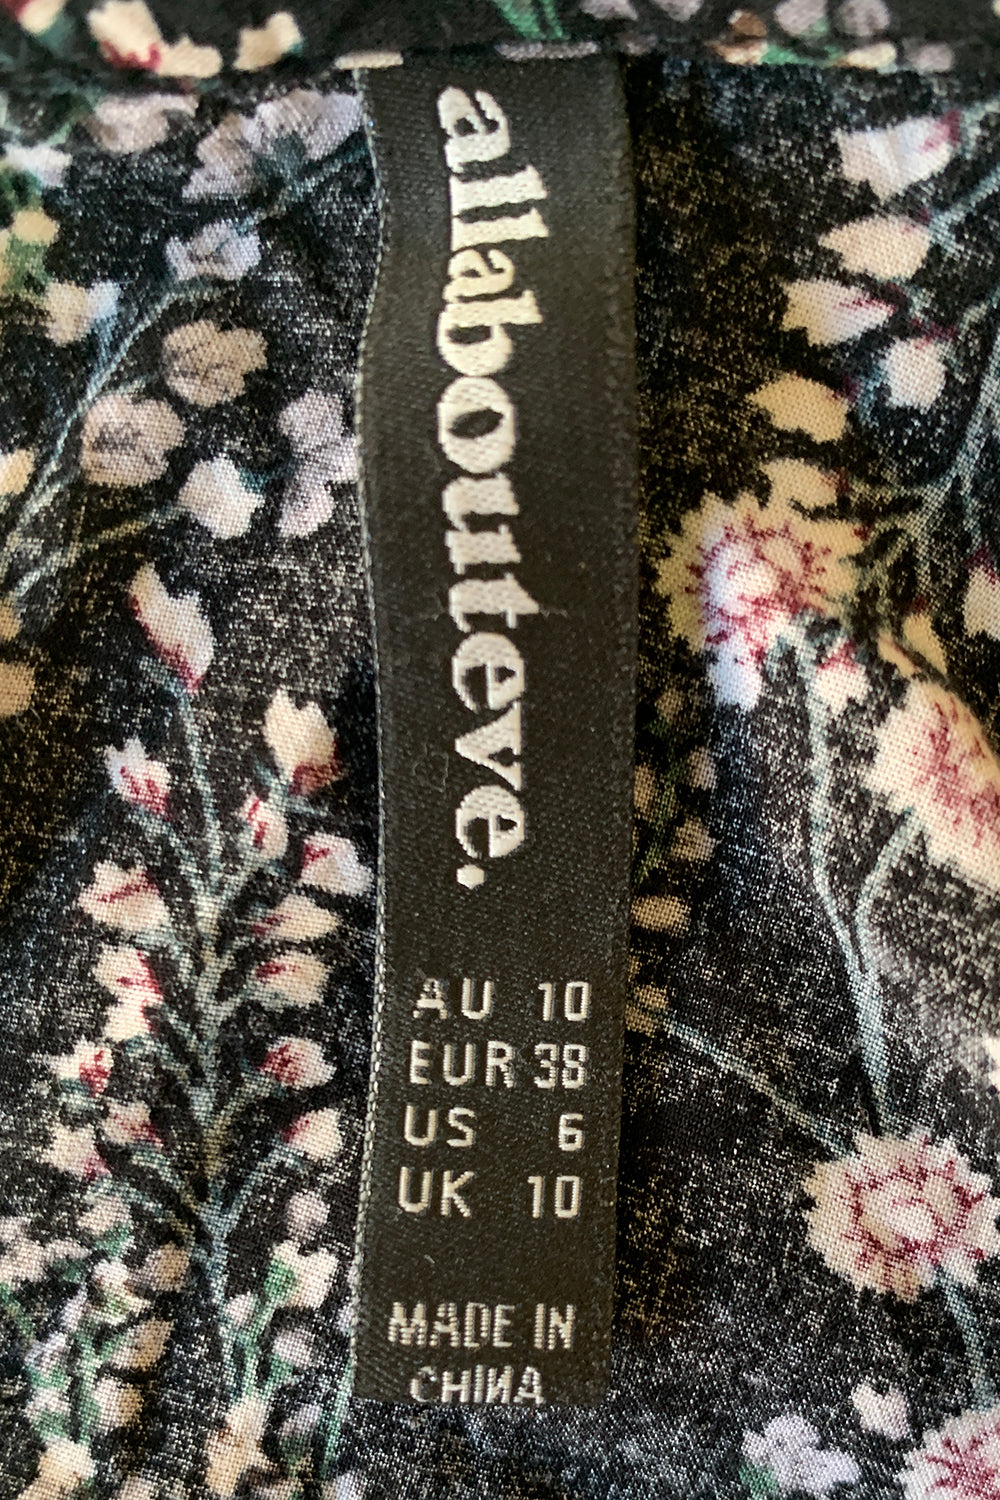 allabouteve.
AU 10
EUR 38
US 6
UK 10
MADE IN
CHINA